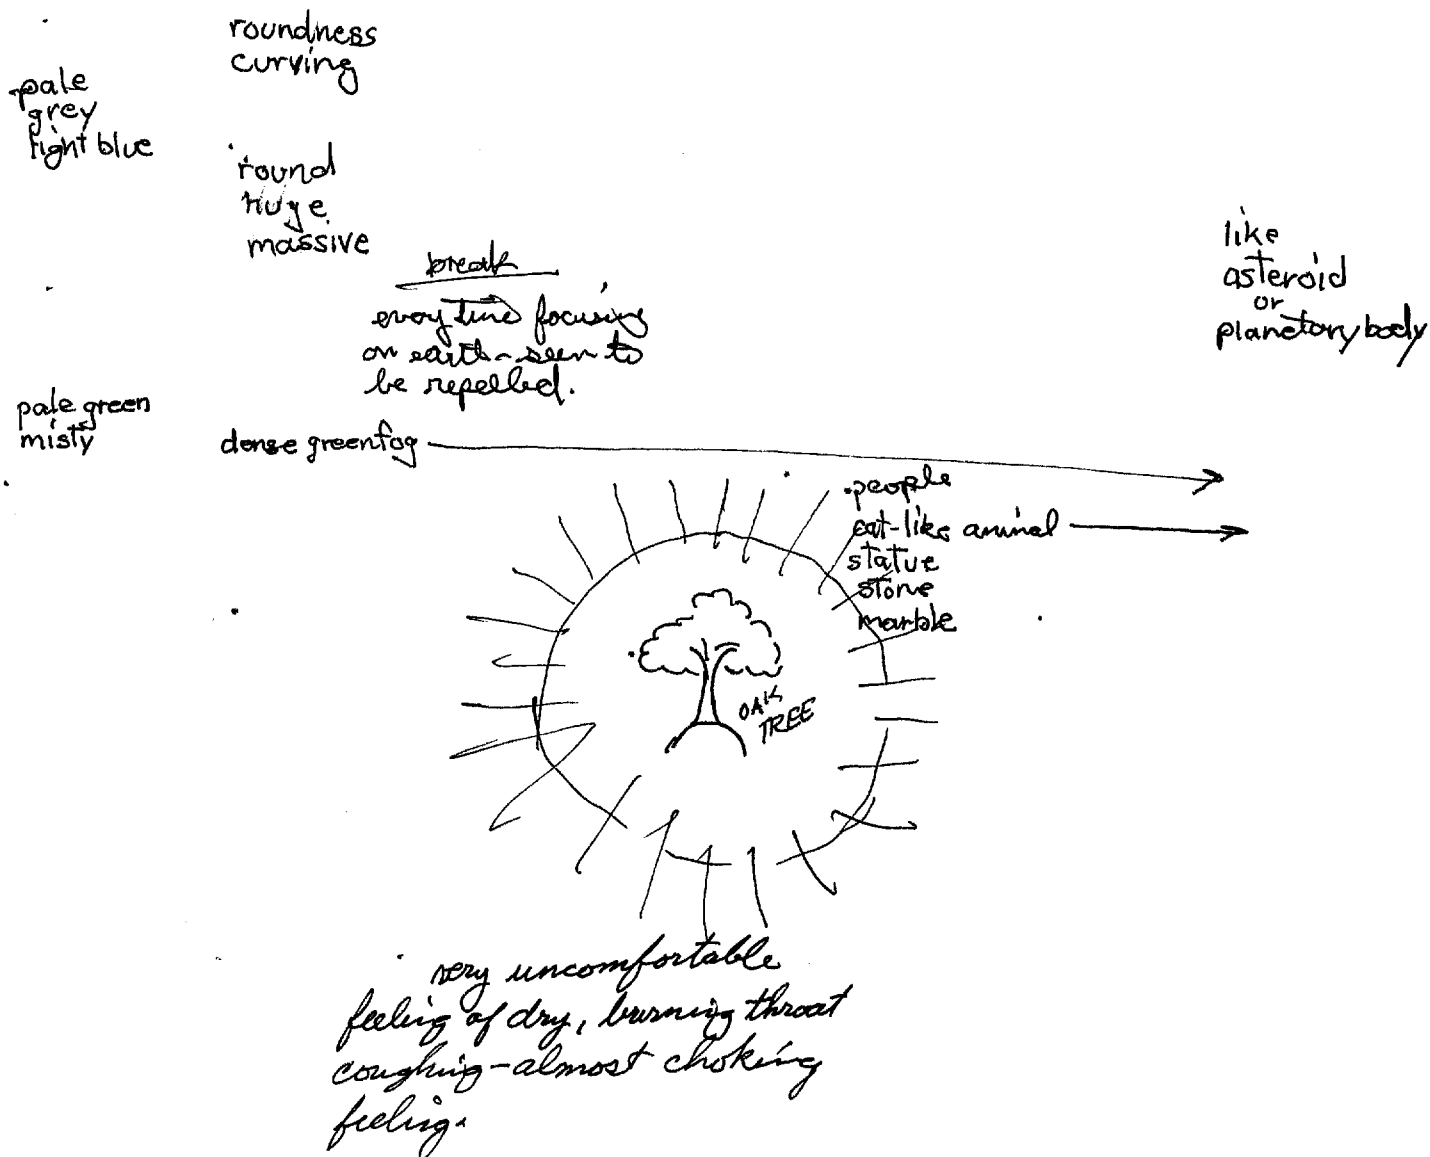 roundness
curving
pale
grey
light blue
round
huge
massive
break
every time focusing
on earth - seem to
be repelled.
like
asteroid
or
planetary body
pale green
misty
dense green fog
people
cat-like animal
statue
stone
marble
OAK
TREE
very uncomfortable
feeling of dry, burning throat
coughing - almost choking
feeling.